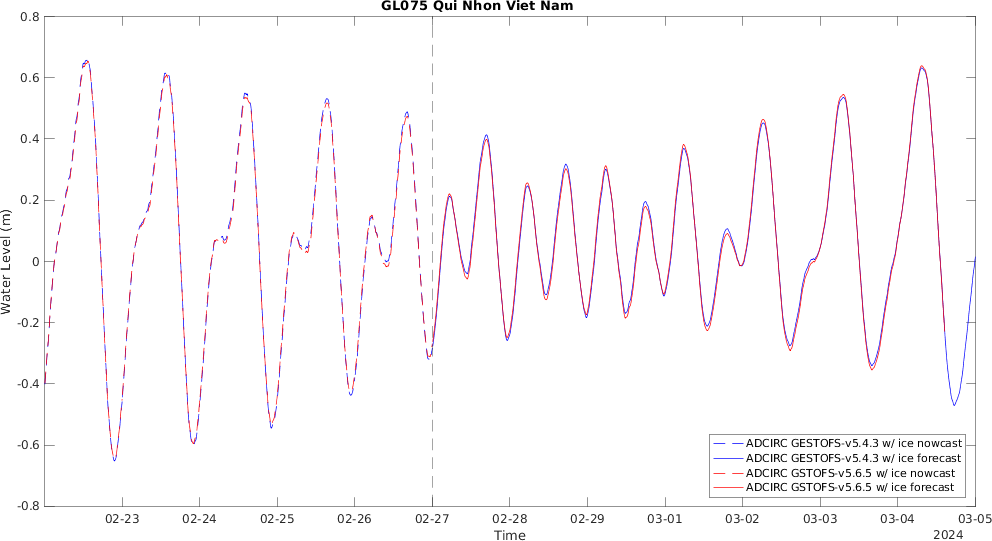 GL075 Qui Nhon Viet Nam
0.8
0.6
0.4
0.2
0
-0.2
-0.4
-0.6
-0.8
Water Level (m)
ADCIRC GESTOFS-v5.4.3 w/ ice nowcast
ADCIRC GESTOFS-v5.4.3 w/ ice forecast
ADCIRC GSTOFS-v5.6.5 w/ ice nowcast
ADCIRC GSTOFS-v5.6.5 w/ ice forecast
02-23 02-24 02-25 02-26 02-27 02-28 02-29 03-01 03-02 03-03 03-04 03-05
Time
2024